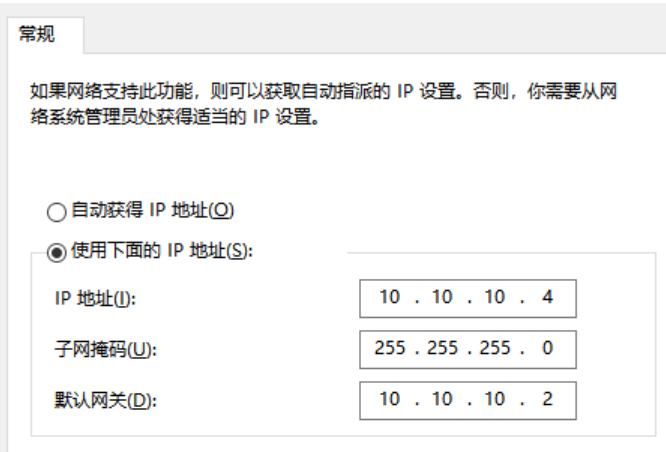 常规
如果网络支持此功能，则可以获取自动指派的 IP 设置。否则，你需要从网
络系统管理员处获得适当的 IP 设置。
自动获得 IP 地址(O)
使用下面的 IP 地址(S):
IP 地址(I): 10 . 10 . 10 . 4
子网掩码(U): 255 . 255 . 255 . 0
默认网关(D): 10 . 10 . 10 . 2